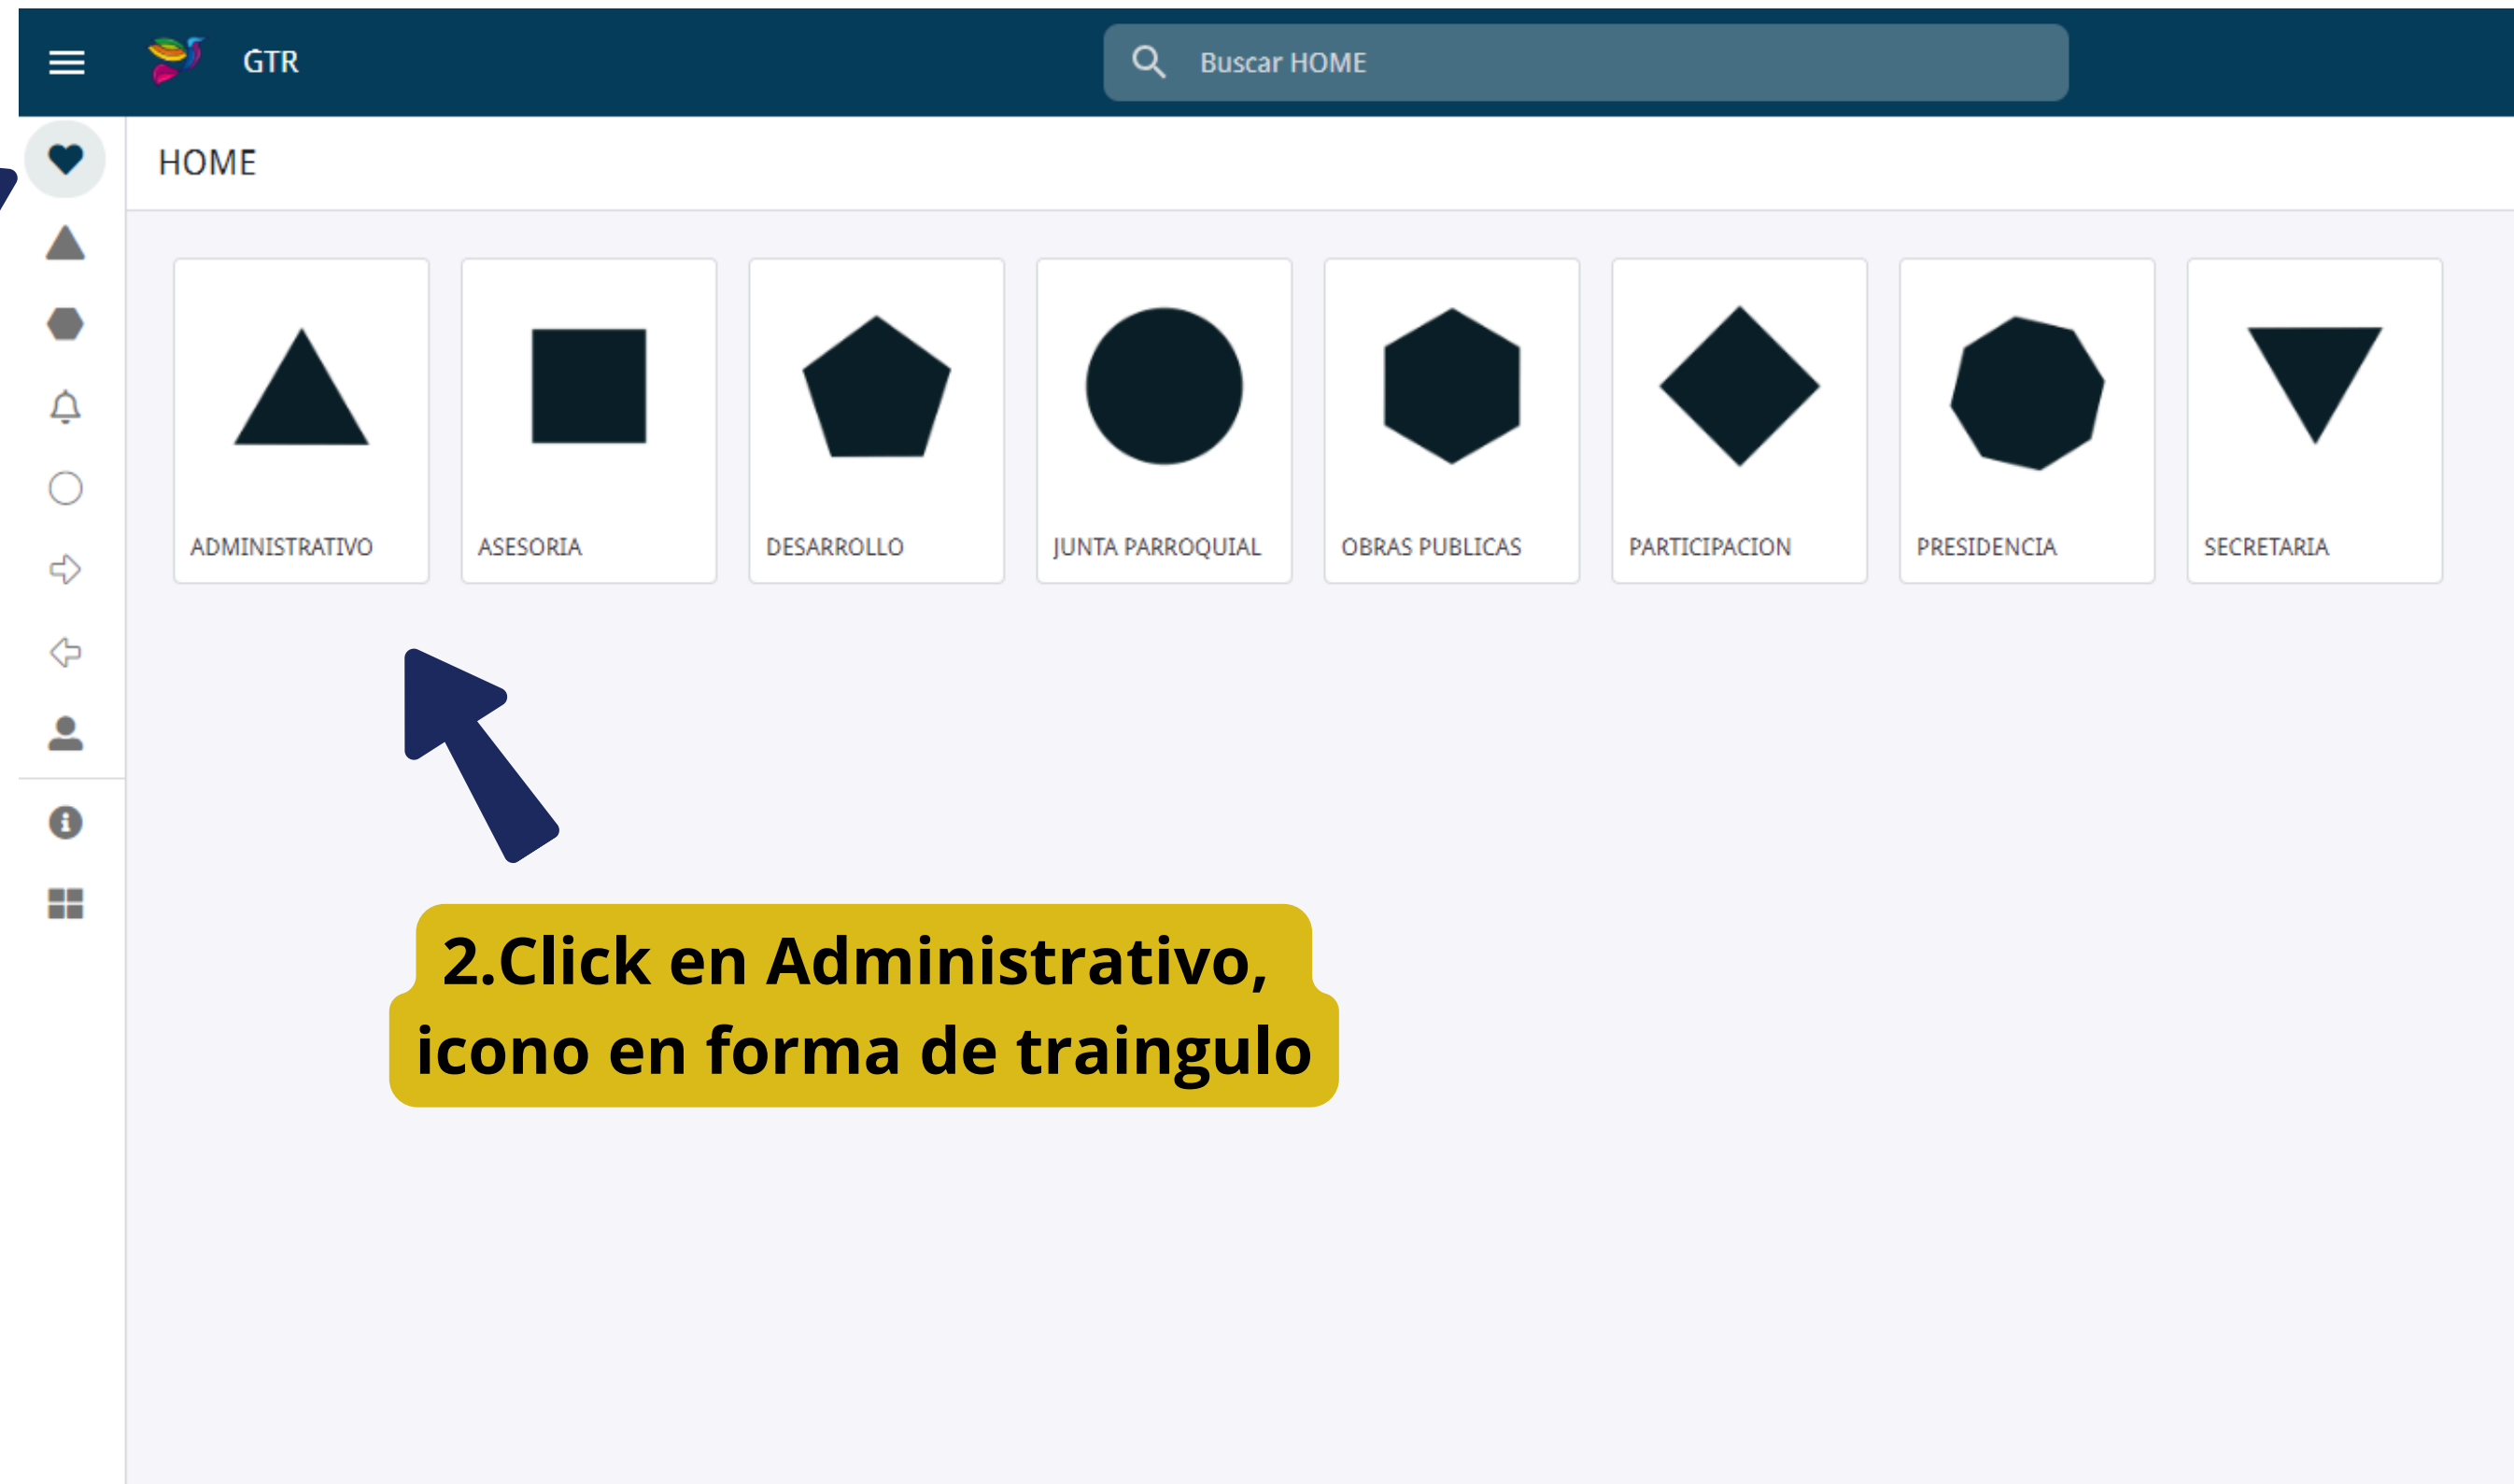 GTR
Buscar HOME
HOME
ADMINISTRATIVO
ASESORIA
DESARROLLO
JUNTA PARROQUIAL
OBRAS PUBLICAS
PARTICIPACION
PRESIDENCIA
SECRETARIA
2.Click en Administrativo,
icono en forma de traingulo